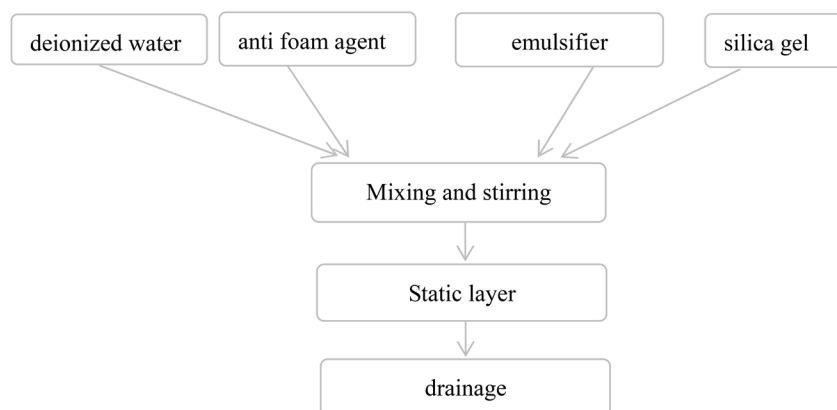 deionized water
anti foam agent
emulsifier
silica gel
Mixing and stirring
Static layer
drainage